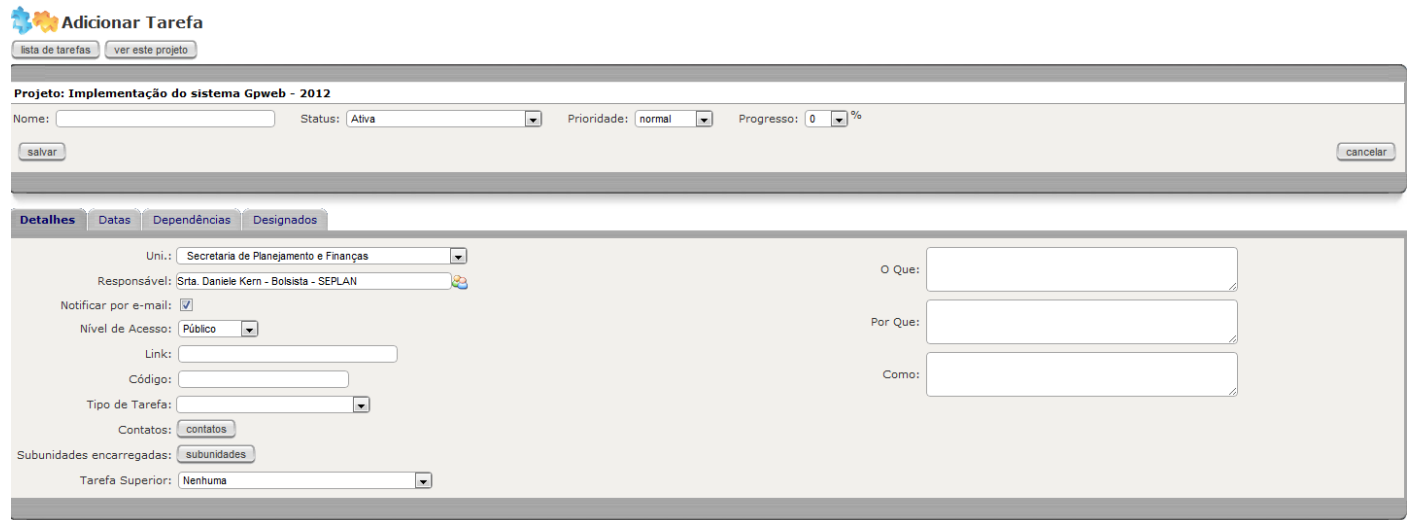 Adicionar Tarefa
lista de tarefas ver este projeto
Projeto: Implementação do sistema Gpweb - 2012
Nome: Status: Ativa Prioridade: normal Progresso: 0 %
salvar cancelar
Detalhes Datas Dependências Designados
Uni.: Secretaria de Planejamento e Finanças
Responsável: Srta. Daniele Kern - Bolsista - SEPLAN
Notificar por e-mail:
Nível de Acesso: Público
Link:
Código:
Tipo de Tarefa:
Contatos: contatos
Subunidades encarregadas: subunidades
Tarefa Superior: Nenhuma
O Que:
Por Que:
Como: